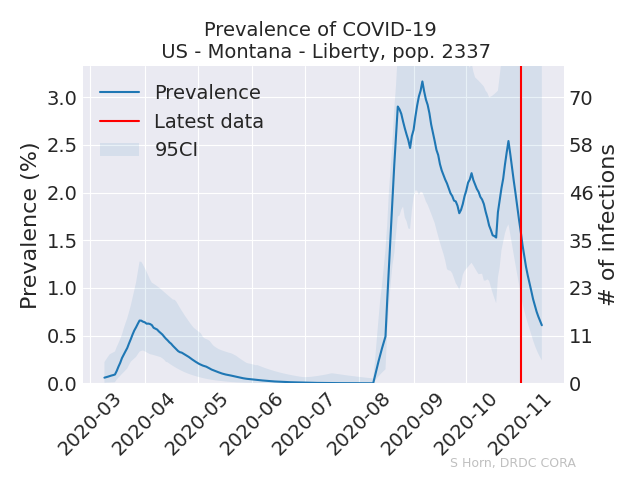 Prevalence of COVID-19
US - Montana - Liberty, pop. 2337
Prevalence (%)
3.0
2.5
2.0
1.5
1.0
0.5
0.0
Prevalence
Latest data
95CI
70
58
46
35
23
11
0
# of infections
2020-03
2020-04
2020-05
2020-06
2020-07
2020-08
2020-09
2020-10
2020-11
S Horn, DRDC CORA